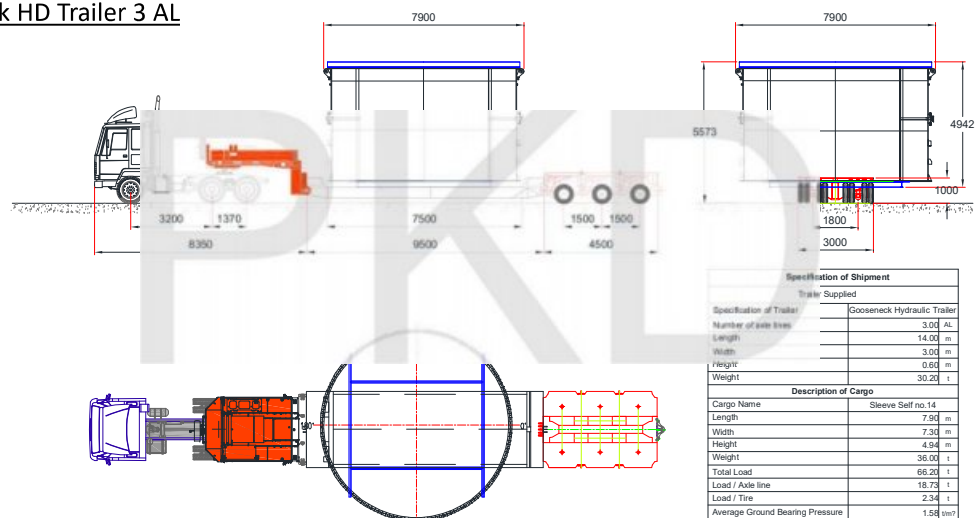 k HD Trailer 3 AL
7900
7900
5573
4942
1000
3200 1370 7500 1500 1500
1800
8350 9500 4500
3000
PKD
Specification of Shipment
Trailer Supplied
Specification of Trailer Gooseneck Hydraulic Trailer
Number of axle lines 3.00 AL
Length 14.00 m
Width 3.00 m
Height 0.60 m
Weight 30.20 t
Description of Cargo
Cargo Name Sleeve Self no.14
Length 7.90 m
Width 7.30 m
Height 4.94 m
Weight 36.00 t
Total Load 66.20 t
Load / Axle line 18.73 t
Load / Tire 2.34 t
Average Ground Bearing Pressure 1.58 t/m?